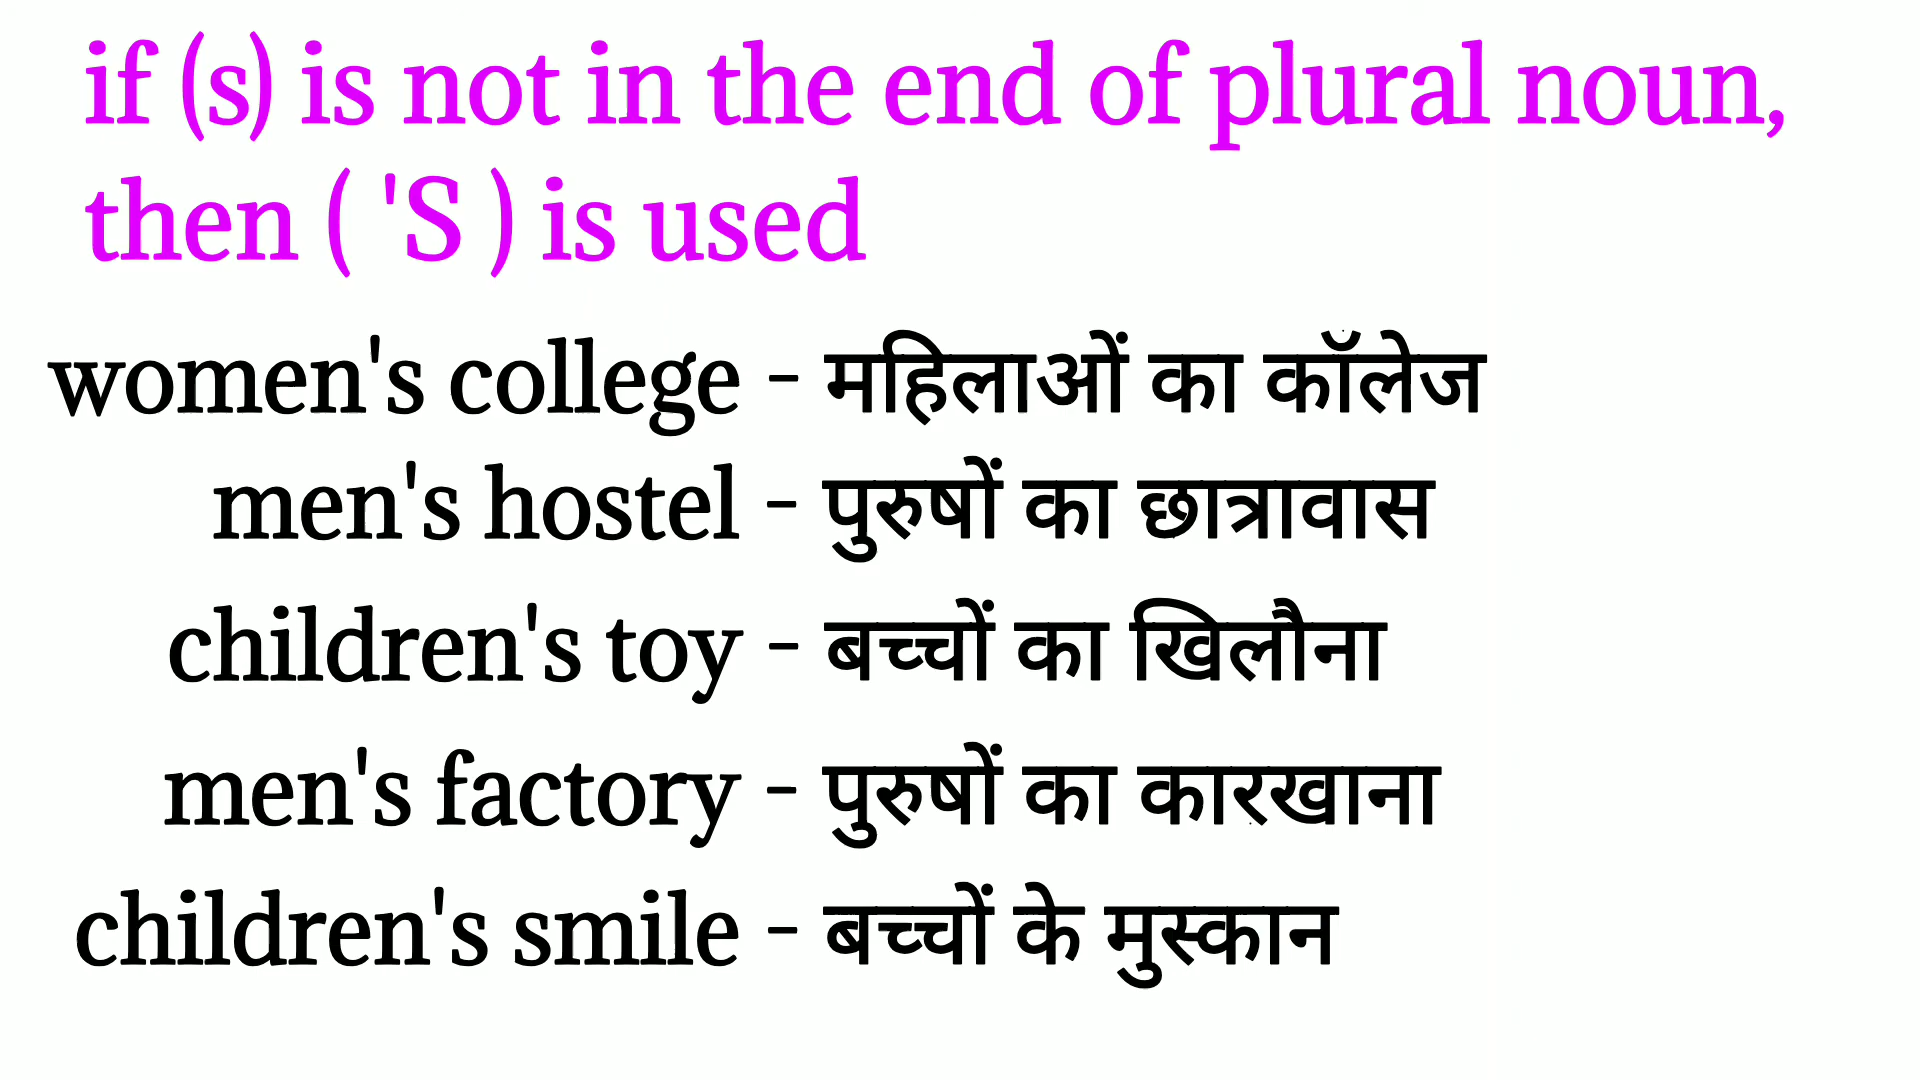 if (s) is not in the end of plural noun,
then ( 'S ) is used
women's college - महिलाओं का कॉलेज
men's hostel - पुरुषों का छात्रावास
children's toy - बच्चों का खिलौना
men's factory - पुरुषों का कारखाना
children's smile - बच्चों के मुस्कान